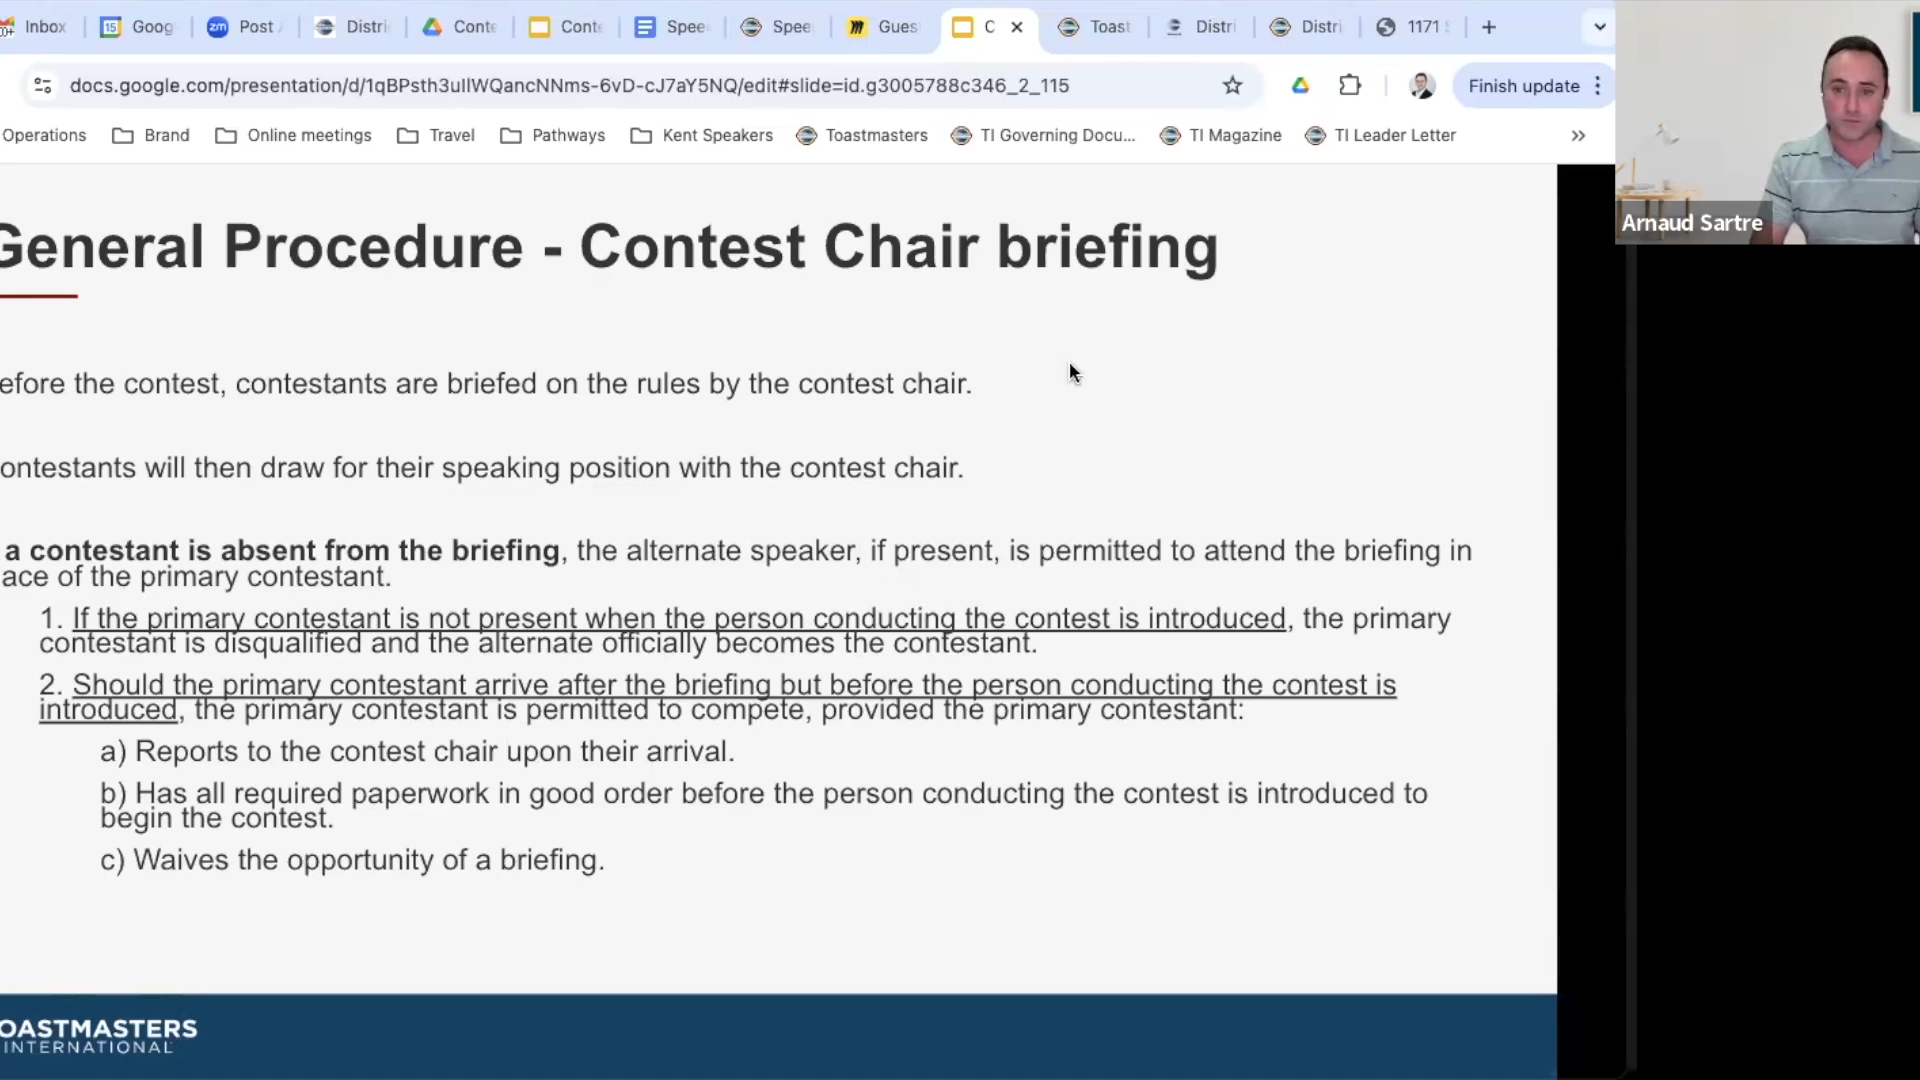 Inbox
15 Goog
zm Post
Distri
Conte
Conte
Spee
Spee
Gues
C
Toast
Distri
Distri
1171
docs.google.com/presentation/d/1qBPsth3uIlWQancNNms-6vD-cJ7aY5NQ/edit#slide=id.g3005788c346_2_115
Finish update
Operations Brand Online meetings Travel Pathways Kent Speakers Toastmasters TI Governing Docu... TI Magazine TI Leader Letter
Arnaud Sartre
General Procedure - Contest Chair briefing
efore the contest, contestants are briefed on the rules by the contest chair.
ontestants will then draw for their speaking position with the contest chair.
a contestant is absent from the briefing, the alternate speaker, if present, is permitted to attend the briefing in
ace of the primary contestant.
1. If the primary contestant is not present when the person conducting the contest is introduced, the primary
contestant is disqualified and the alternate officially becomes the contestant.
2. Should the primary contestant arrive after the briefing but before the person conducting the contest is
introduced, the primary contestant is permitted to compete, provided the primary contestant:
a) Reports to the contest chair upon their arrival.
b) Has all required paperwork in good order before the person conducting the contest is introduced to
begin the contest.
c) Waives the opportunity of a briefing.
OASTMASTERS
INTERNATIONAL